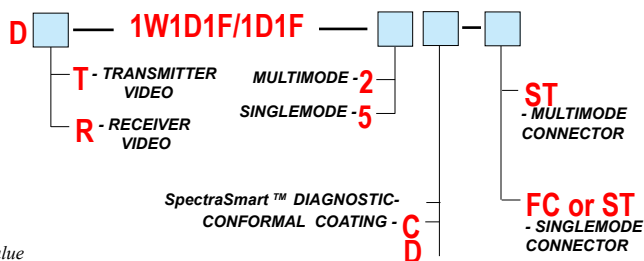 D — 1W1D1F/1D1F — –
T - TRANSMITTER
VIDEO
R - RECEIVER
VIDEO
MULTIMODE - 2
SINGLEMODE - 5
ST
- MULTIMODE
CONNECTOR
SpectraSmart ™ DIAGNOSTIC-
CONFORMAL COATING - C
D
FC or ST
- SINGLEMODE
CONNECTOR
alue